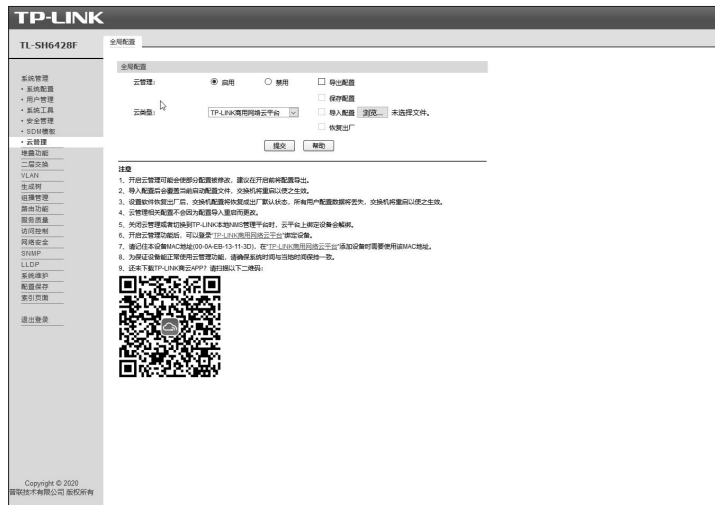 TP-LINK
TL-SH6428F
全局配置
系统管理
• 系统配置
• 用户管理
• 系统工具
• 安全管理
• SDM模板
• 云管理
堆叠功能
二层交换
VLAN
生成树
组播管理
路由功能
服务质量
访问控制
网络安全
SNMP
LLDP
系统维护
配置保存
索引页面
退出登录
Copyright © 2020
普联技术有限公司 版权所有
全局配置
云管理： 启用 禁用 导出配置
保存配置
云类型： TP-LINK商用网络云平台 导入配置 浏览... 未选择文件。
恢复出厂
提交 帮助
注意
1、开启云管理可能会使部分配置被修改，建议在开启前将配置导出。
2、导入配置后会覆盖当前启动配置文件，交换机将重启以使之生效。
3、设置软件恢复出厂后，交换机配置将恢复成出厂默认状态，所有用户配置数据将丢失，交换机将重启以使之生效。
4、云管理相关配置不会因为配置导入重启而更改。
5、关闭云管理或者切换到TP-LINK本地NMS管理平台时，云平台上绑定设备会解绑。
6、开启云管理功能后，可以登录"TP-LINK商用网络云平台"绑定设备。
7、请记住本设备MAC地址(00-0A-EB-13-11-3D)，在"TP-LINK商用网络云平台"添加设备时需要使用该MAC地址。
8、为保证设备能正常使用云管理功能，请确保系统时间与当地时间保持一致。
9、还未下载TP-LINK商云APP？请扫描以下二维码：